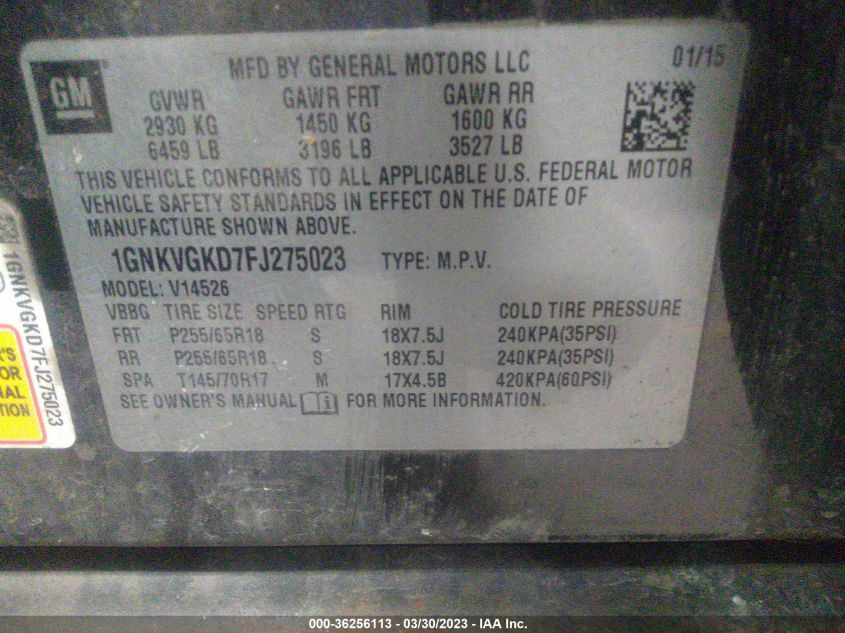 GM
MFD BY GENERAL MOTORS LLC 01/15
GVWR GAWR FRT GAWR RR
2930 KG 1450 KG 1600 KG
6459 LB 3196 LB 3527 LB
THIS VEHICLE CONFORMS TO ALL APPLICABLE U.S. FEDERAL MOTOR
VEHICLE SAFETY STANDARDS IN EFFECT ON THE DATE OF
MANUFACTURE SHOWN ABOVE.
1GNKVGKD7FJ275023 TYPE: M.P.V.
MODEL: V14526
VBBG TIRE SIZE SPEED RTG RIM COLD TIRE PRESSURE
FRT P255/65R18 S 18X7.5J 240KPA(35PSI)
RR P255/65R18 S 18X7.5J 240KPA(35PSI)
SPA T145/70R17 M 17X4.5B 420KPA(60PSI)
SEE OWNER'S MANUAL i FOR MORE INFORMATION.
1GNKVGKD7FJ275023
000-36256113 - 03/30/2023 - IAA Inc.